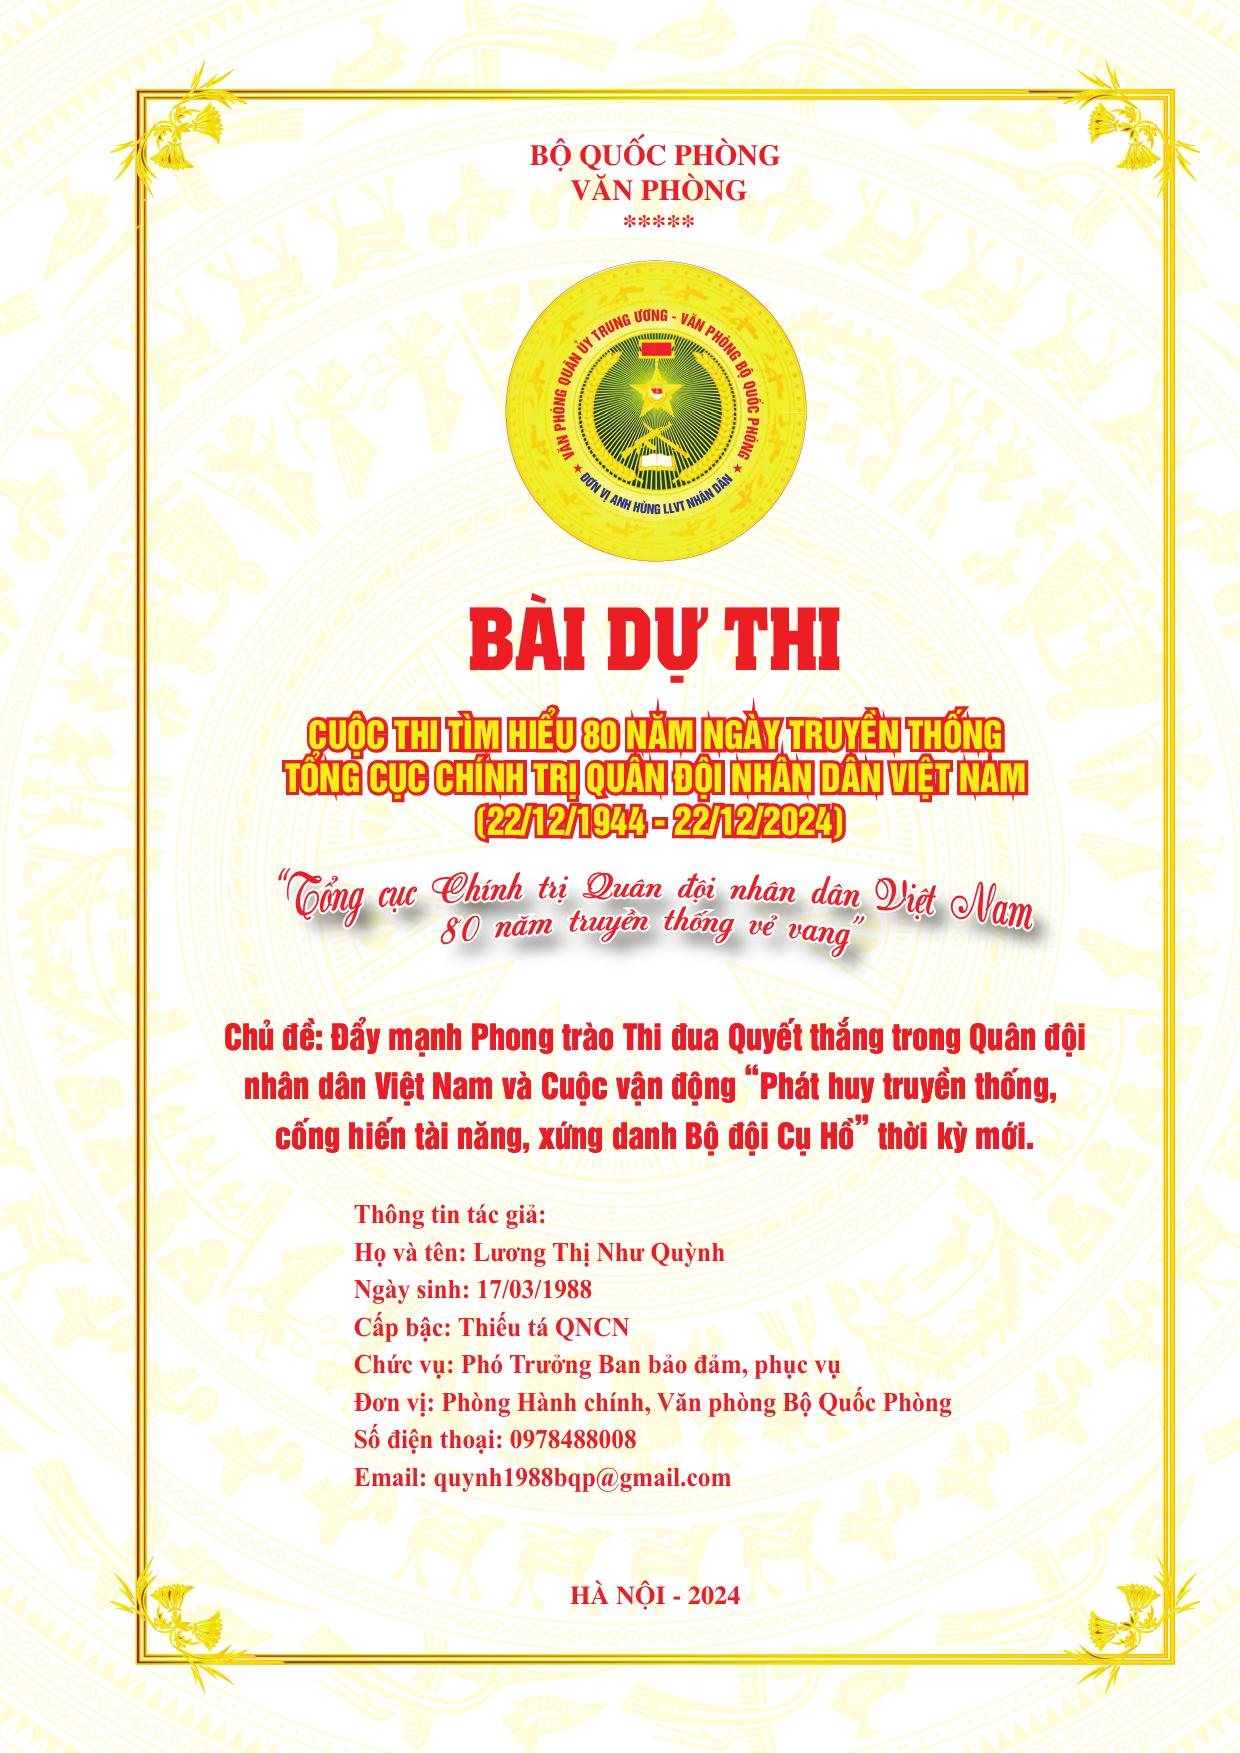 BỘ QUỐC PHÒNG
VĂN PHÒNG
*****
VĂN PHÒNG QUÂN ỦY TRUNG ƯƠNG - VĂN PHÒNG BỘ QUỐC PHÒNG
★ ĐƠN VỊ ANH HÙNG LLVT NHÂN DÂN ★
BÀI DỰ THI
CUỘC THI TÌM HIỂU 80 NĂM NGÀY TRUYỀN THỐNG
TỔNG CỤC CHÍNH TRỊ QUÂN ĐỘI NHÂN DÂN VIỆT NAM
(22/12/1944 - 22/12/2024)
“Tổng cục Chính trị Quân đội nhân dân Việt Nam
80 năm truyền thống vẻ vang”
Chủ đề: Đẩy mạnh Phong trào Thi đua Quyết thắng trong Quân đội
nhân dân Việt Nam và Cuộc vận động “Phát huy truyền thống,
cống hiến tài năng, xứng danh Bộ đội Cụ Hồ” thời kỳ mới.
Thông tin tác giả:
Họ và tên: Lương Thị Như Quỳnh
Ngày sinh: 17/03/1988
Cấp bậc: Thiếu tá QNCN
Chức vụ: Phó Trưởng Ban bảo đảm, phục vụ
Đơn vị: Phòng Hành chính, Văn phòng Bộ Quốc Phòng
Số điện thoại: 0978488008
Email: quynh1988bqp@gmail.com
HÀ NỘI - 2024